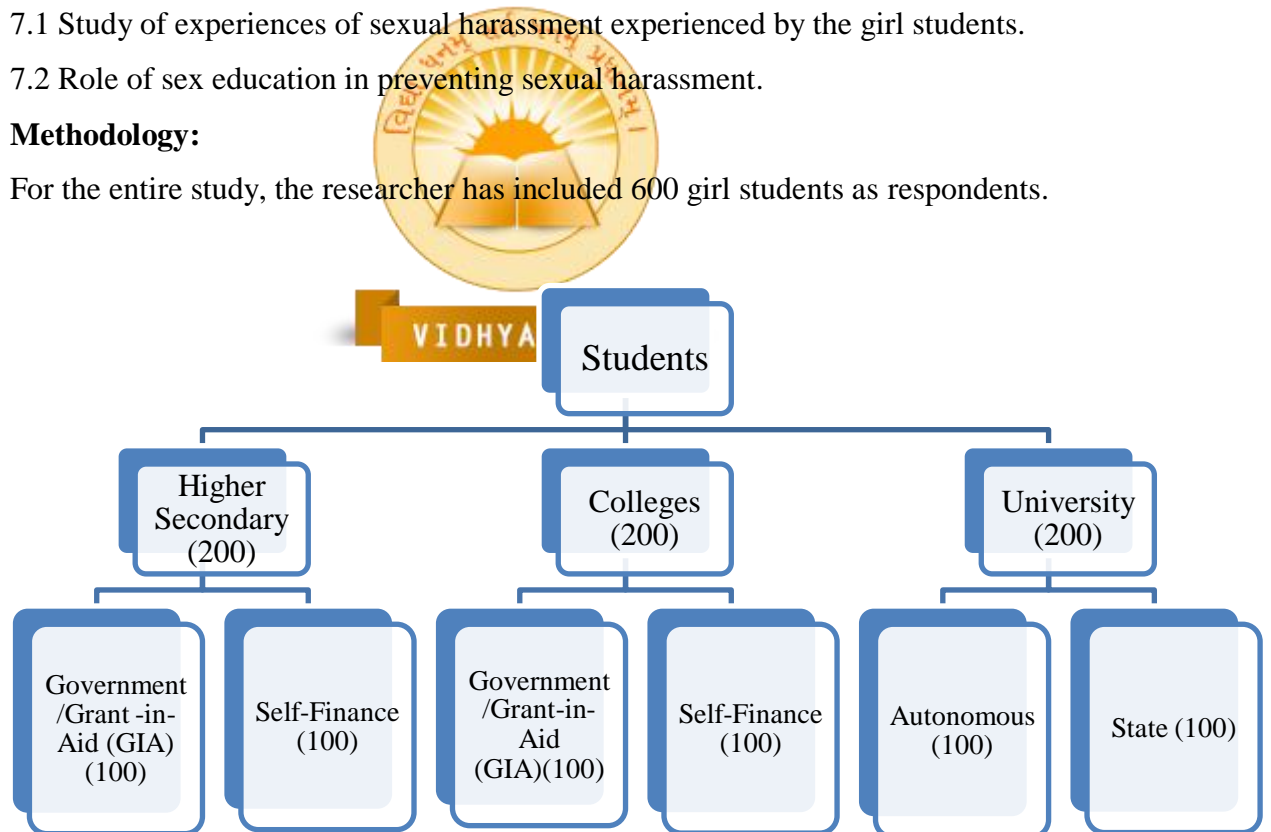 7.1 Study of experiences of sexual harassment experienced by the girl students.
7.2 Role of sex education in preventing sexual harassment.
Methodology:
For the entire study, the researcher has included 600 girl students as respondents.
VIDHYA
Students
Higher
Secondary
(200)
Colleges
(200)
University
(200)
Government
/Grant -in-
Aid (GIA)
(100)
Self-Finance
(100)
Government
/Grant-in-
Aid
(GIA)(100)
Self-Finance
(100)
Autonomous
(100)
State (100)